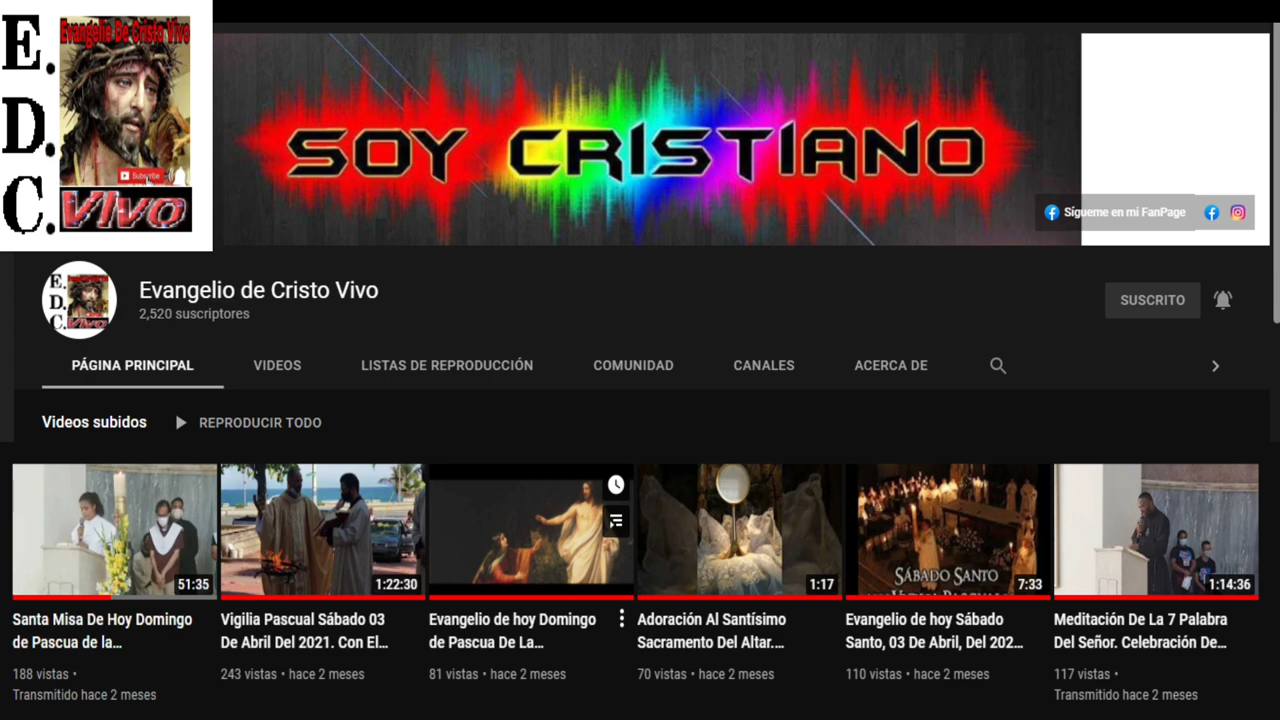 E.
D.
C.
Evangelio De Cristo Vivo
Subscribe
Vivo
SOY CRISTIANO
Sígueme en mi FanPage
Evangelio de Cristo Vivo
2,520 suscriptores
SUSCRITO
PÁGINA PRINCIPAL VIDEOS LISTAS DE REPRODUCCIÓN COMUNIDAD CANALES ACERCA DE
Videos subidos REPRODUCIR TODO
51:35
1:22:30
1:17
SÁBADO SANTO
7:33
1:14:36
Santa Misa De Hoy Domingo
de Pascua de la...
188 vistas •
Transmitido hace 2 meses
Vigilia Pascual Sábado 03
De Abril Del 2021. Con El...
243 vistas • hace 2 meses
Evangelio de hoy Domingo
de Pascua De La...
81 vistas • hace 2 meses
Adoración Al Santísimo
Sacramento Del Altar....
70 vistas • hace 2 meses
Evangelio de hoy Sábado
Santo, 03 De Abril, Del 202...
110 vistas • hace 2 meses
Meditación De La 7 Palabra
Del Señor. Celebración De...
117 vistas •
Transmitido hace 2 meses